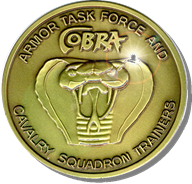 ARMOR TASK FORCE AND
COBRA
CAVALRY SQUADRON TRAINERS